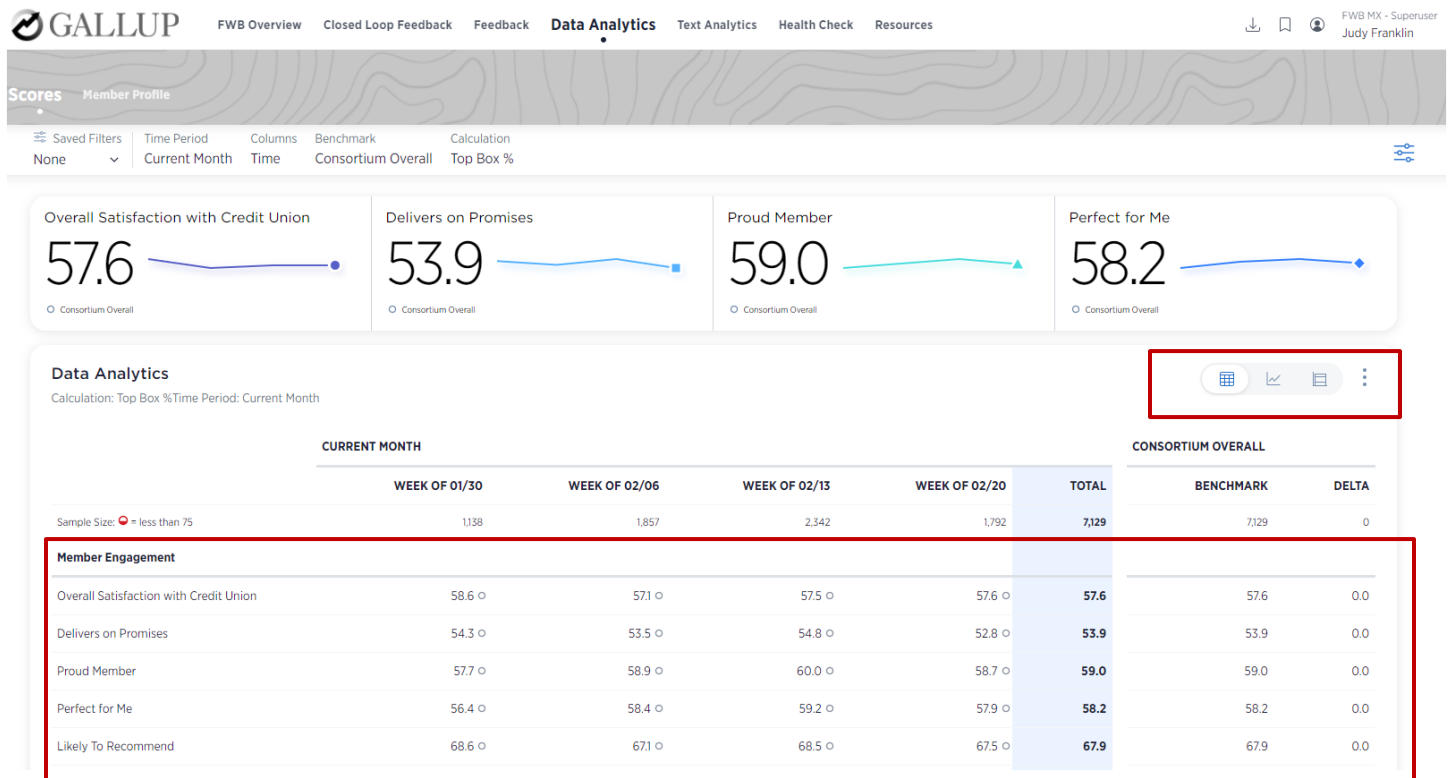 GALLUP FWB Overview Closed Loop Feedback Feedback Data Analytics Text Analytics Health Check Resources FWB MX - Superuser
Judy Franklin
Scores Member Profile
Saved Filters Time Period Columns Benchmark Calculation
None Current Month Time Consortium Overall Top Box %
Overall Satisfaction with Credit Union Delivers on Promises Proud Member Perfect for Me
57.6 53.9 59.0 58.2
Consortium Overall Consortium Overall Consortium Overall Consortium Overall
Data Analytics
Calculation: Top Box %Time Period: Current Month
CURRENT MONTH CONSORTIUM OVERALL
WEEK OF 01/30 WEEK OF 02/06 WEEK OF 02/13 WEEK OF 02/20 TOTAL BENCHMARK DELTA
Sample Size: = less than 75 1,138 1,857 2,342 1,792 7,129 7,129 0
Member Engagement
Overall Satisfaction with Credit Union 58.6 57.1 57.5 57.6 57.6 57.6 0.0
Delivers on Promises 54.3 53.5 54.8 52.8 53.9 53.9 0.0
Proud Member 57.7 58.9 60.0 58.7 59.0 59.0 0.0
Perfect for Me 56.4 58.4 59.2 57.9 58.2 58.2 0.0
Likely To Recommend 68.6 67.1 68.5 67.5 67.9 67.9 0.0